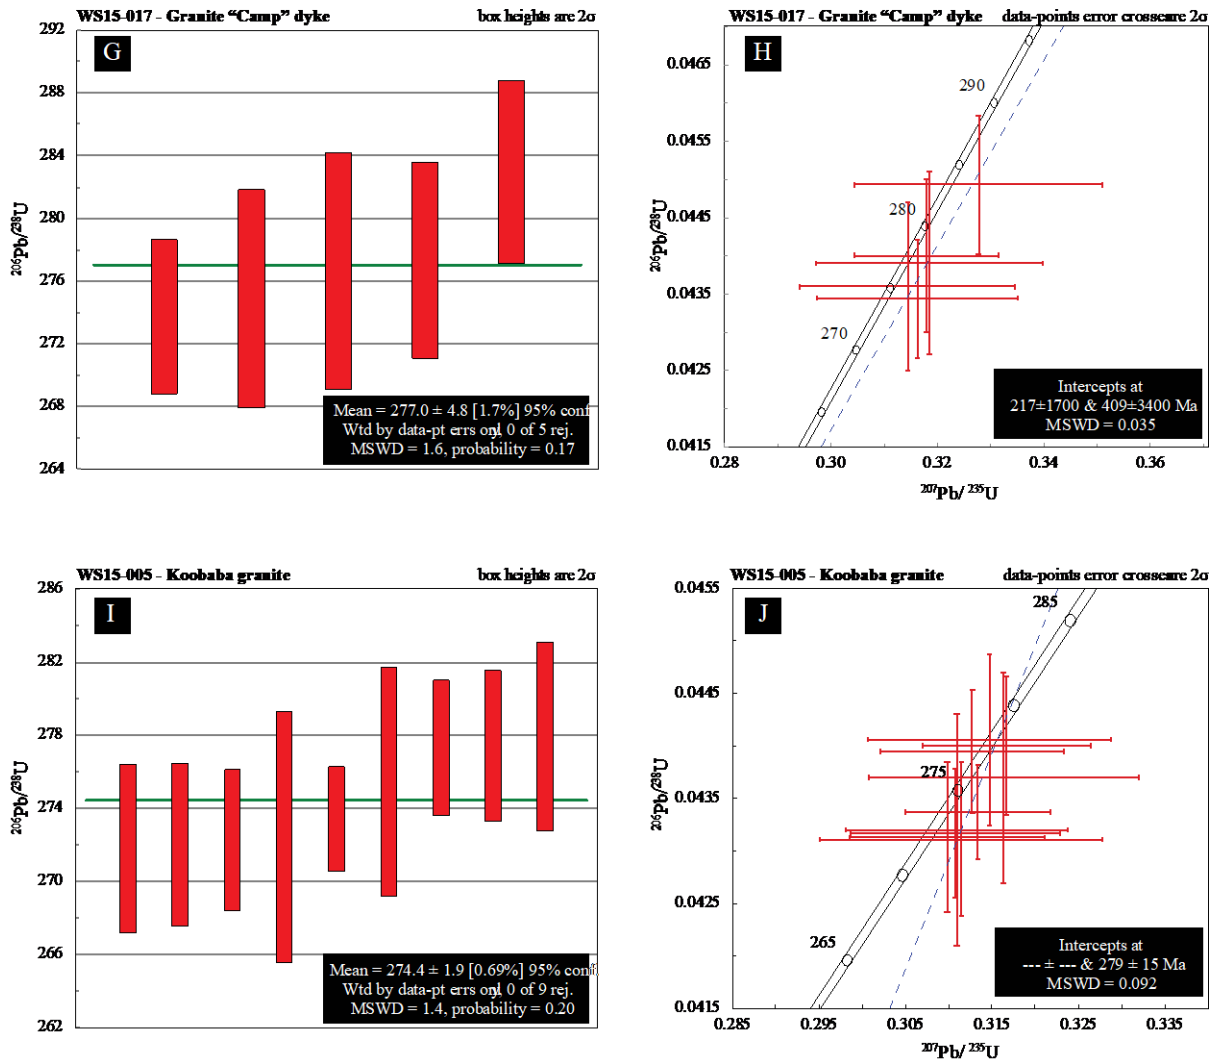 WS15-017 - Granite “Camp” dyke box heights are 2σ
G
292
288
284
280
276
272
268
264
²⁰⁶Pb/²³⁸U
Mean = 277.0 ± 4.8 [1.7%] 95% conf
Wtd by data-pt errs only, 0 of 5 rej.
MSWD = 1.6, probability = 0.17
WS15-017 - Granite “Camp” dyke data-points error crosses are 2σ
H
0.0465
0.0455
0.0445
0.0435
0.0425
0.0415
²⁰⁶Pb/²³⁸U
290
280
270
Intercepts at
217±1700 & 409±3400 Ma
MSWD = 0.035
0.28 0.30 0.32 0.34 0.36
²⁰⁷Pb/ ²³⁵U
WS15-005 - Koobaba granite box heights are 2σ
I
286
282
278
274
270
266
262
²⁰⁶Pb/²³⁸U
Mean = 274.4 ± 1.9 [0.69%] 95% conf
Wtd by data-pt errs only, 0 of 9 rej.
MSWD = 1.4, probability = 0.20
WS15-005 - Koobaba granite data-points error crosses are 2σ
J
0.0455
0.0445
0.0435
0.0425
0.0415
²⁰⁶Pb/²³⁸U
285
275
265
Intercepts at
--- ± --- & 279 ± 15 Ma
MSWD = 0.092
0.285 0.295 0.305 0.315 0.325 0.335
²⁰⁷Pb/ ²³⁵U